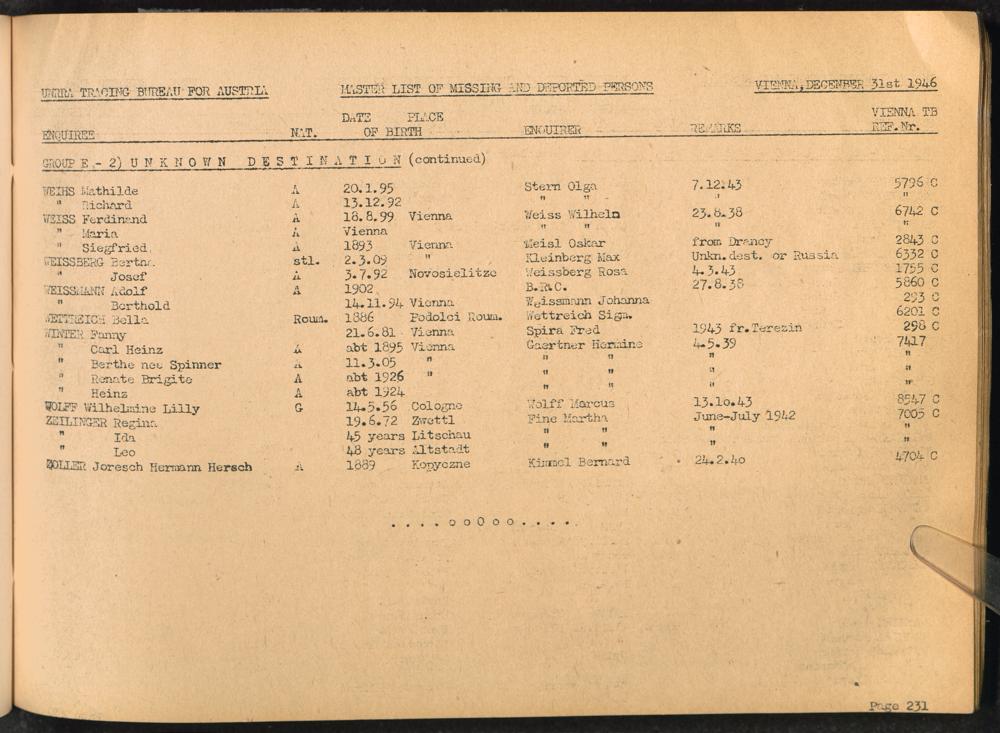 UNRRA TRACING BUREAU FOR AUSTRIA MASTER LIST OF MISSING AND DEPORTED PERSONS VIENNA, DECEMBER 31st 1946
DATE PLACE VIENNA TB
ENQUIREE NAT. OF BIRTH ENQUIRER REMARKS REF.Nr.
GROUP E - 2) UNKNOWN DESTINATION (continued)
WEIHS Mathilde A 20.1.95 Stern Olga 7.12.43 5796 C
" Richard A 13.12.92 " " " "
WEISS Ferdinand A 18.8.99 Vienna Weiss Wilhelm 23.8.38 6742 C
" Maria A Vienna " " " "
" Siegfried A 1893 Vienna Meisl Oskar from Drancy 2843 C
WEISSBERG Bertha stl. 2.3.09 Kleinberg Max Unkn.dest. or Russia 6332 C
" Josef A 3.7.92 Novosielitze Weissberg Rosa 4.3.43 1755 C
WEISSMANN Adolf A 1902 B.R.C. 27.8.38 5860 C
" Berthold 14.11.94 Vienna Weissmann Johanna 293 C
WETTREICH Bella Roum. 1886 Podolci Roum. Wettreich Sigm. 6201 C
WINTER Fanny 21.6.81 Vienna Spira Fred 1943 fr.Terezin 298 C
" Carl Heinz A abt 1895 Vienna Gaertner Hermine 4.5.39 7417
" Berthe nee Spinner A 11.3.05 " " " "
" Renate Brigite A abt 1926 " " " " "
" Heinz A abt 1924 " " " "
WOLFF Wilhelmine Lilly G 14.5.56 Cologne Wolff Marcus 13.10.43 8547 C
ZEILINGER Regina 19.6.72 Zwettl Fine Martha June-July 1942 7005 C
" Ida 45 years Litschau " " " "
" Leo 48 years Altstadt " " " "
ZOLLER Joresch Hermann Hersch A 1889 Kopyczne Kimmel Bernard 24.2.40 4704 C
....ooOoo....
Page 231